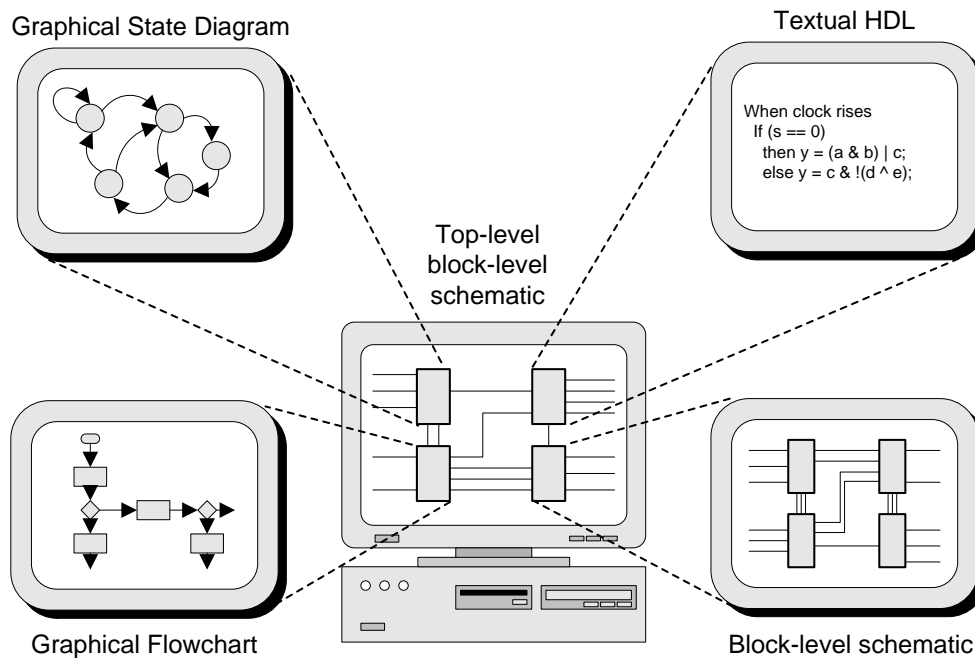 Graphical State Diagram
Textual HDL
When clock rises
If (s == 0)
then y = (a & b) | c;
else y = c & !(d ^ e);
Top-level
block-level
schematic
Graphical Flowchart
Block-level schematic